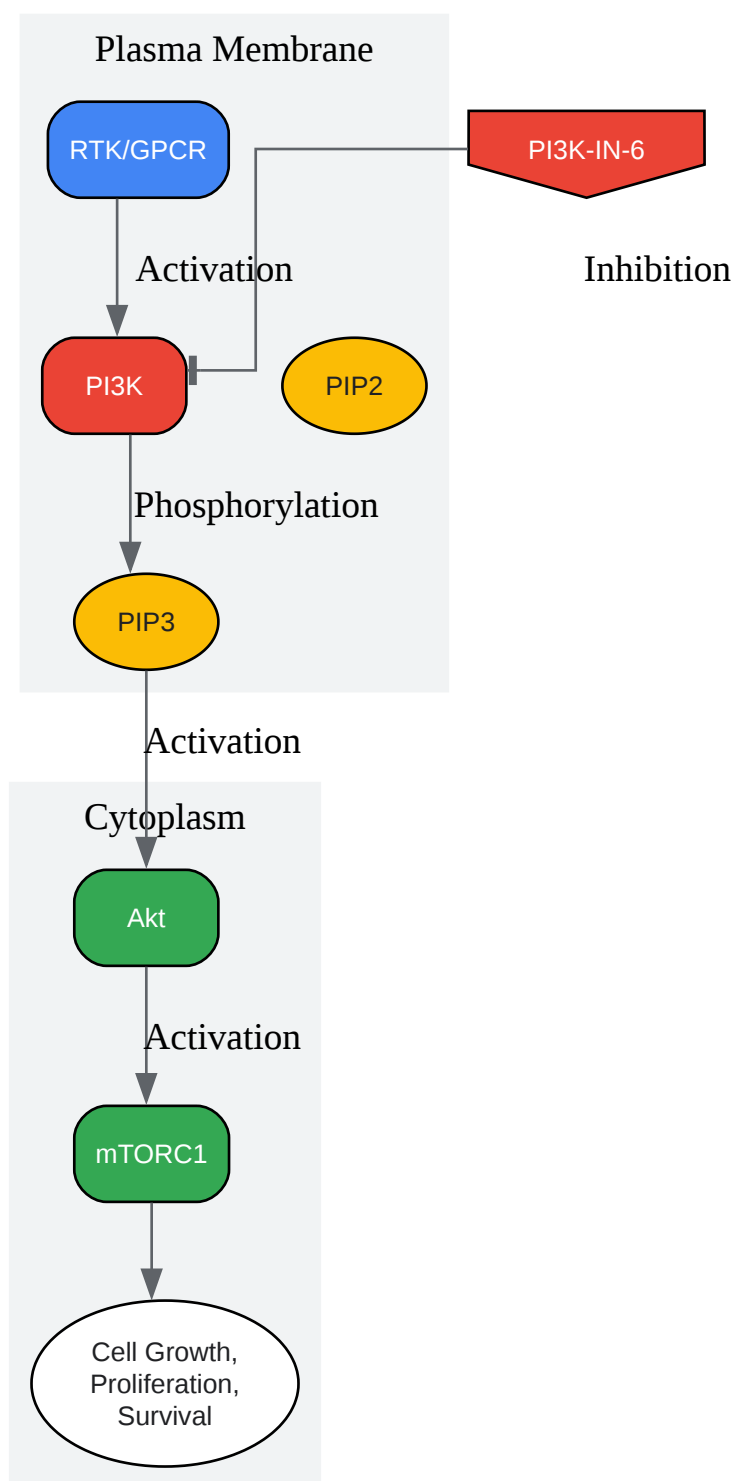 Plasma Membrane
RTK/GPCR
PI3K-IN-6
Activation
Inhibition
PI3K
PIP2
Phosphorylation
PIP3
Activation
Cytoplasm
Akt
Activation
mTORC1
Cell Growth,
Proliferation,
Survival